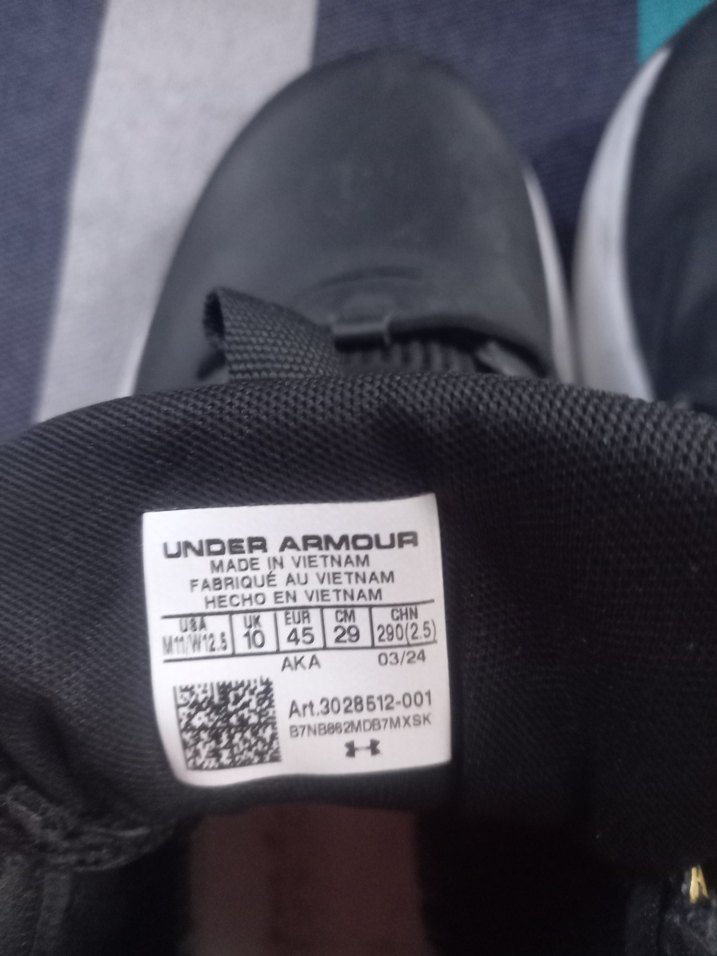 UNDER ARMOUR
MADE IN VIETNAM
FABRIQUÉ AU VIETNAM
HECHO EN VIETNAM
USA UK EUR CM CHN
M11/W12.5 10 45 29 290(2.5)
AKA 03/24
Art.3028512-001
B7NB862MDB7MXSK
A